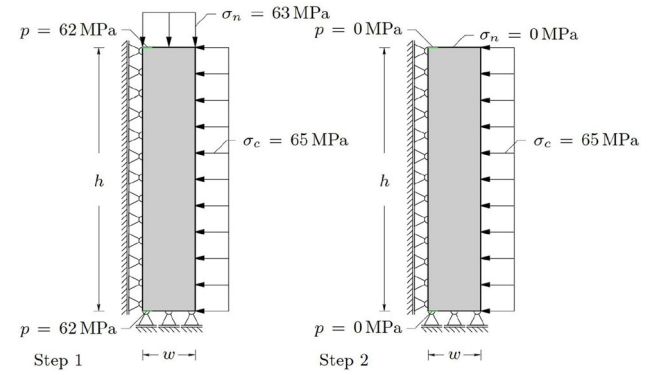 σn = 63 MPa
p = 62 MPa
h
σc = 65 MPa
p = 62 MPa
w
Step 1
p = 0 MPa
σn = 0 MPa
h
σc = 65 MPa
p = 0 MPa
w
Step 2